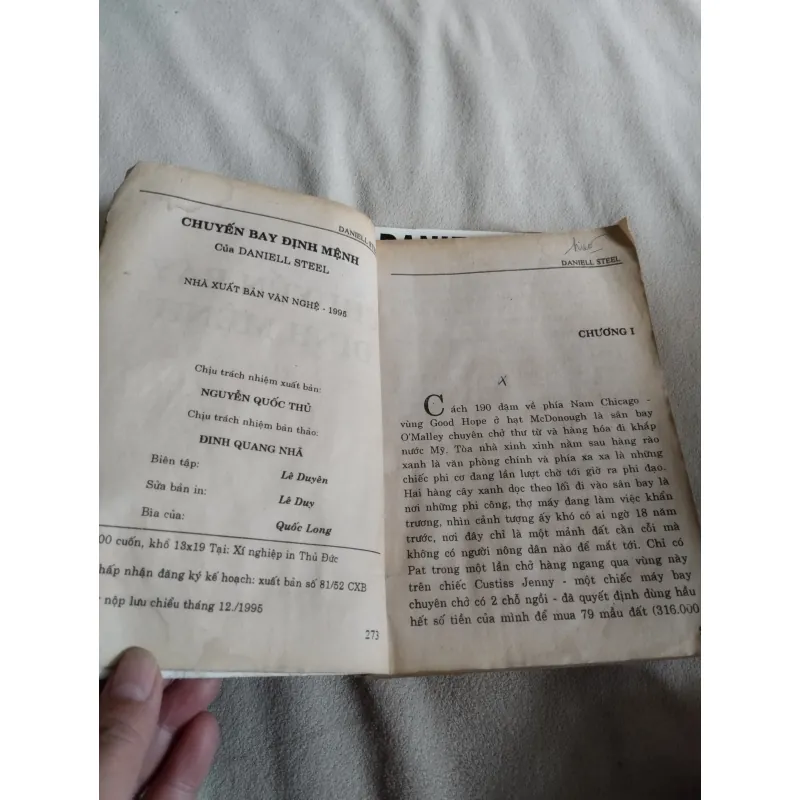 DANIELL
CHUYẾN BAY ĐỊNH MỆNH
Của DANIELL STEEL
NHÀ XUẤT BẢN VĂN NGHỆ - 1995
Chịu trách nhiệm xuất bản:
NGUYỄN QUỐC THỦ
Chịu trách nhiệm bản thảo:
ĐINH QUANG NHÃ
Biên tập: Lê Duyên
Sửa bản in: Lê Duy
Bìa của: Quốc Long
00 cuốn, khổ 13x19 Tại: Xí nghiệp in Thủ Đức
hấp nhận đăng ký kế hoạch: xuất bản số 81/52 CXB
nộp lưu chiểu tháng 12./1995
273
DANIELL STEEL
CHƯƠNG I
Cách 190 dặm về phía Nam Chicago -
vùng Good Hope ở hạt McDonough là sân bay
O'Malley chuyên chở thư từ và hàng hóa đi khắp
nước Mỹ. Tòa nhà xinh xinh nằm sau hàng rào
xanh là văn phòng chính và phía xa xa là những
chiếc phi cơ đang lần lượt chờ tới giờ ra phi đạo.
Hai hàng cây xanh dọc theo lối đi vào sân bay là
nơi những phi công, thợ máy đang làm việc khẩn
trương, nhìn cảnh tượng ấy khó có ai ngờ 18 năm
trước, nơi đây chỉ là một mảnh đất cằn cỗi mà
không có người nông dân nào để mắt tới. Chỉ có
Pat trong một lần chở hàng ngang qua vùng này
trên chiếc Custiss Jenny - một chiếc máy bay
chuyên chở có 2 chỗ ngồi - đã quyết định dùng hầu
hết số tiền của mình để mua 79 mẫu đất (316.000